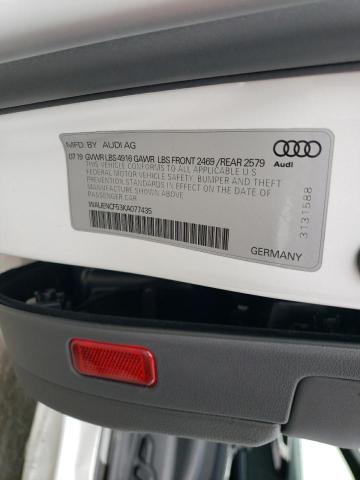 MFD. BY AUDI AG
07 19 GVWR LBS 4916 GAWR LBS FRONT 2469 / REAR 2579
THIS VEHICLE CONFORMS TO ALL APPLICABLE U S
FEDERAL MOTOR VEHICLE SAFETY, BUMPER AND THEFT
PREVENTION STANDARDS IN EFFECT ON THE DATE OF
MANUFACTURE SHOWN ABOVE
PASSENGER CAR
WAUENCF53KA077435
Audi
3131588
GERMANY